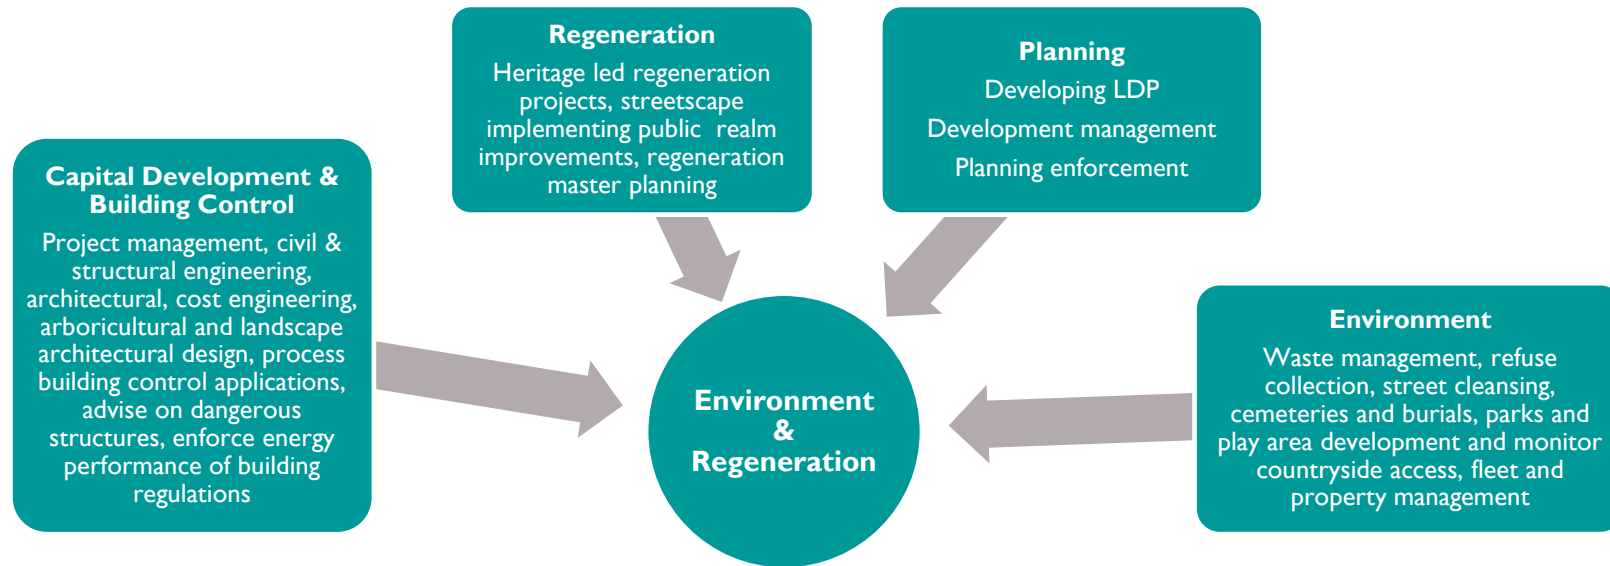 Regeneration
Heritage led regeneration
projects, streetscape
implementing public realm
improvements, regeneration
master planning
Planning
Developing LDP
Development management
Planning enforcement
Capital Development &
Building Control
Project management, civil &
structural engineering,
architectural, cost engineering,
arboricultural and landscape
architectural design, process
building control applications,
advise on dangerous
structures, enforce energy
performance of building
regulations
Environment
&
Regeneration
Environment
Waste management, refuse
collection, street cleansing,
cemeteries and burials, parks and
play area development and monitor
countryside access, fleet and
property management